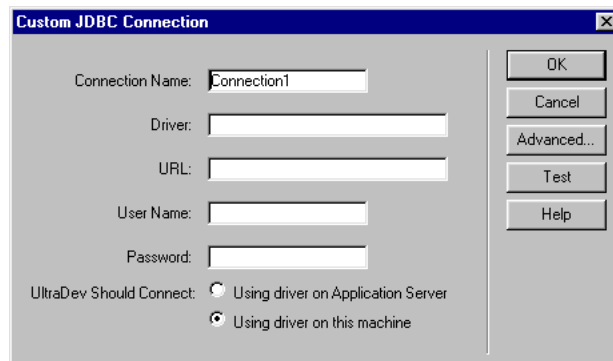 Custom JDBC Connection
Connection Name: Connection1
Driver:
URL:
User Name:
Password:
UltraDev Should Connect: Using driver on Application Server
Using driver on this machine
OK
Cancel
Advanced...
Test
Help